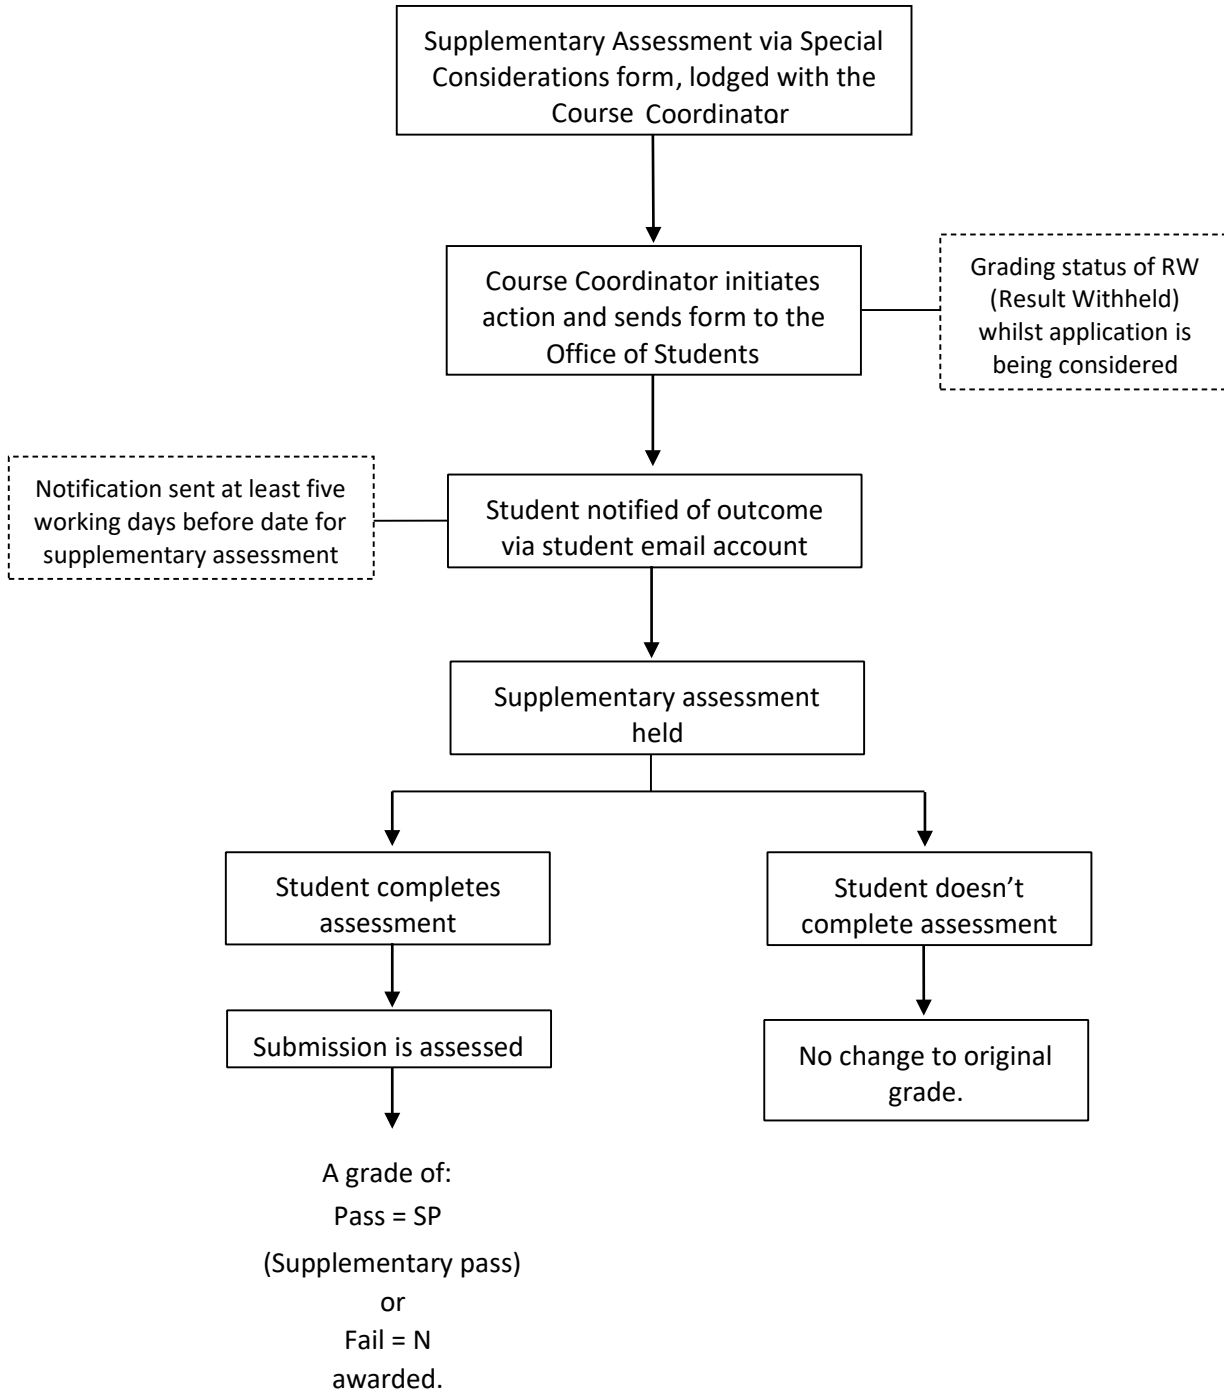 Supplementary Assessment via Special
Considerations form, lodged with the
Course Coordinator
Course Coordinator initiates
action and sends form to the
Office of Students
Grading status of RW
(Result Withheld)
whilst application is
being considered
Notification sent at least five
working days before date for
supplementary assessment
Student notified of outcome
via student email account
Supplementary assessment
held
Student completes
assessment
Student doesn’t
complete assessment
Submission is assessed
No change to original
grade.
A grade of:
Pass = SP
(Supplementary pass)
or
Fail = N
awarded.